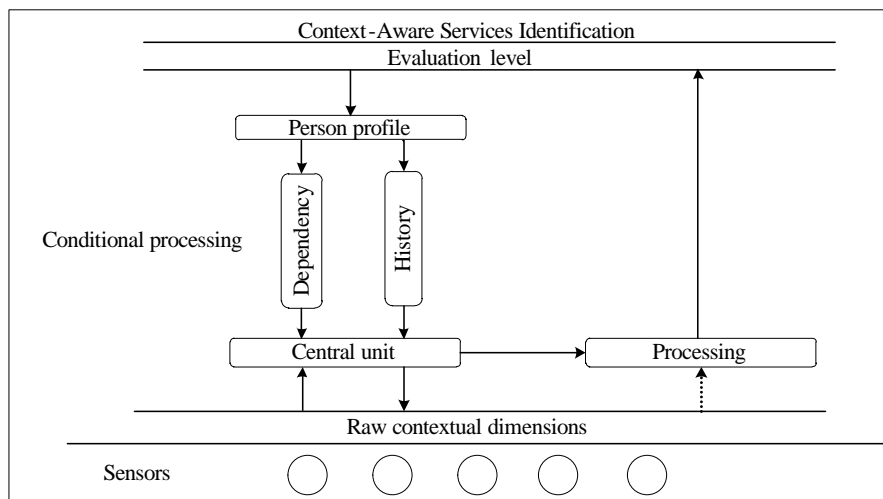 Context-Aware Services Identification
Evaluation level
Person profile
Dependency
History
Conditional processing
Central unit
Processing
Raw contextual dimensions
Sensors